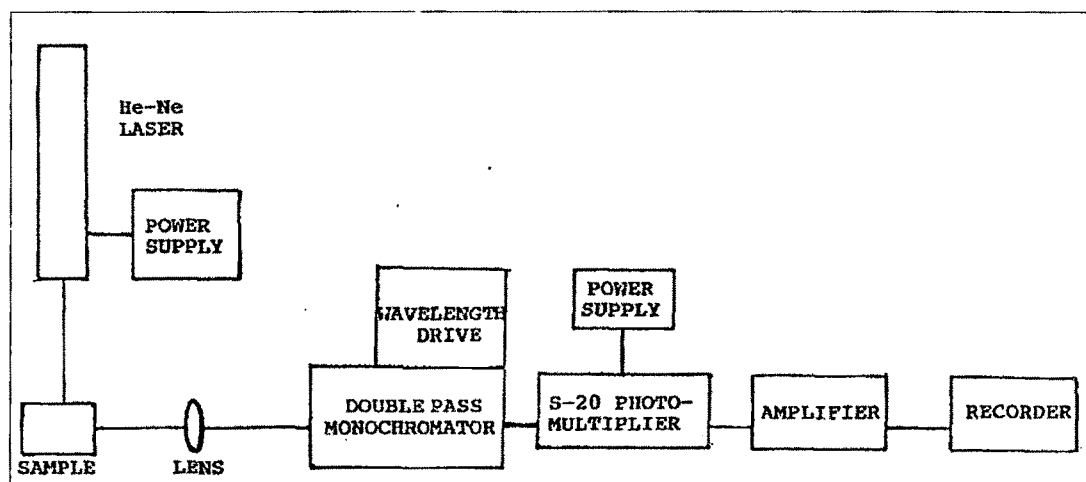 He-Ne
LASER
POWER
SUPPLY
WAVELENGTH
DRIVE
POWER
SUPPLY
DOUBLE PASS
MONOCHROMATOR
S-20 PHOTO-
MULTIPLIER
AMPLIFIER
RECORDER
SAMPLE
LENS